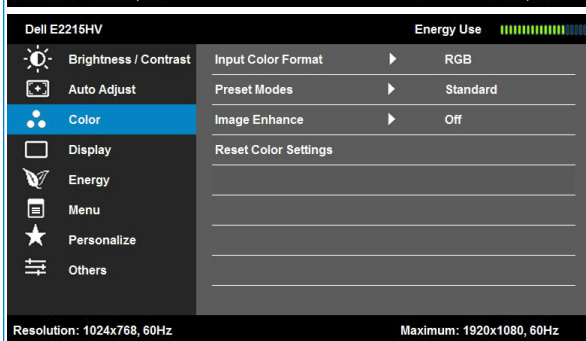 Dell E2215HV Energy Use
Brightness / Contrast Input Color Format RGB
Auto Adjust Preset Modes Standard
Color Image Enhance Off
Display Reset Color Settings
Energy
Menu
Personalize
Others
Resolution: 1024x768, 60Hz Maximum: 1920x1080, 60Hz